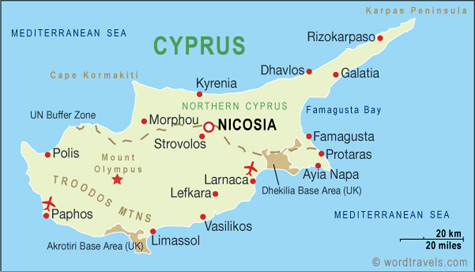 Karpas Peninsula
MEDITERRANEAN SEA
CYPRUS
Rizokarpaso
Cape Kormakiti
Dhavlos
Galatia
Kyrenia
NORTHERN CYPRUS
Famagusta Bay
UN Buffer Zone
Morphou
NICOSIA
Strovolos
Famagusta
Polis
Mount
Olympus
Protaras
TROODOS MTNS
Larnaca
Ayia Napa
Lefkara
Dhekilia Base Area (UK)
Paphos
Vasilikos
MEDITERRANEAN SEA
Akrotiri Base Area (UK)
Limassol
20 km
20 miles
© wordtravels.com